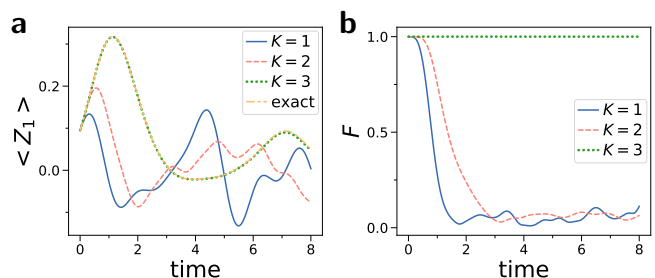 a
< Z₁ >
0.2
0.0
0
2
4
6
8
time
K = 1
K = 2
K = 3
exact
b
F
1.0
0.5
0.0
0
2
4
6
8
time
K = 1
K = 2
K = 3